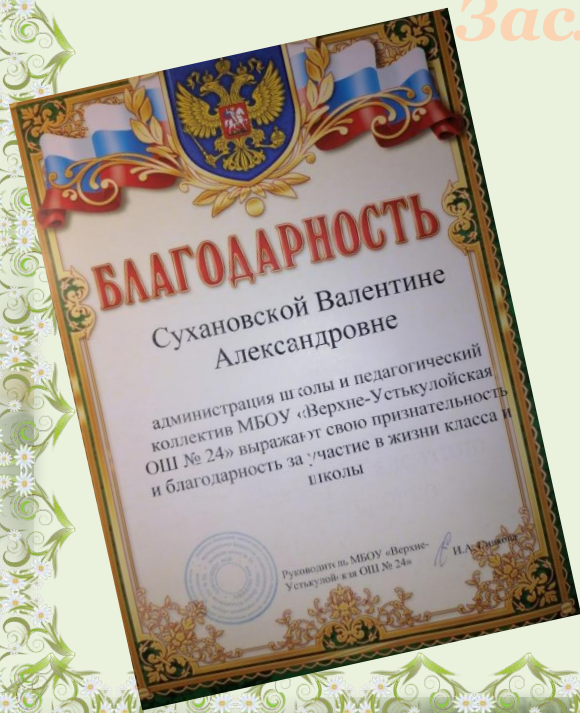 Зас
БЛАГОДАРНОСТЬ
Сухановской Валентине
Александровне
администрация школы и педагогический
коллектив МБОУ «Верхне-Устькулойская
ОШ № 24» выражают свою признательность
и благодарность за участие в жизни класса и
школы
Руководитель МБОУ «Верхне-
Устькулойская ОШ № 24»
И.А.